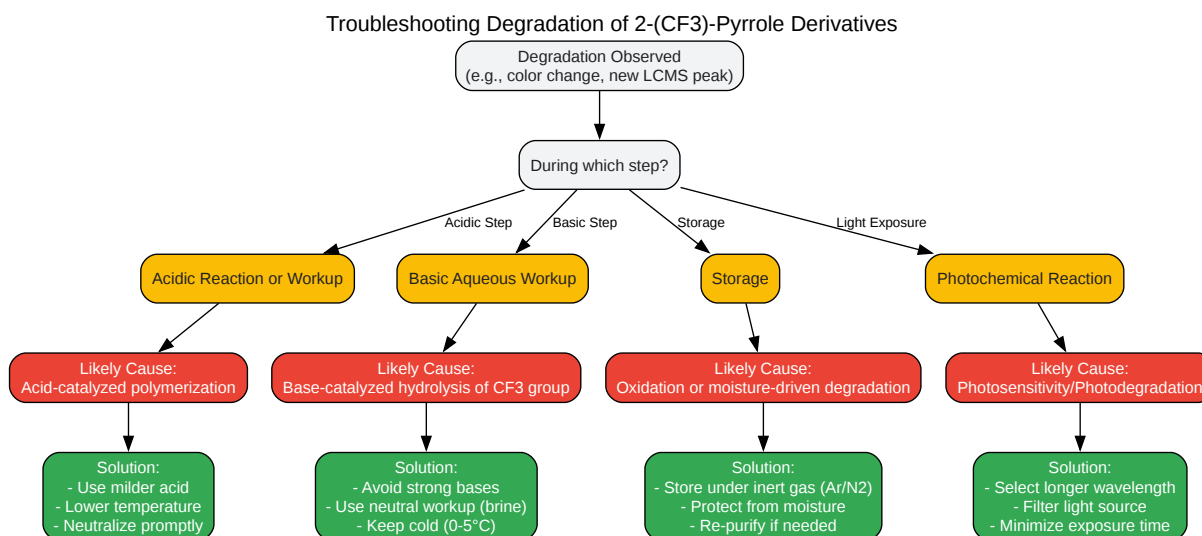 Troubleshooting Degradation of 2-(CF3)-Pyrrole Derivatives
Degradation Observed
(e.g., color change, new LCMS peak)
During which step?
Acidic Step
Basic Step
Storage
Light Exposure
Acidic Reaction or Workup
Basic Aqueous Workup
Storage
Photochemical Reaction
Likely Cause:
Acid-catalyzed polymerization
Likely Cause:
Base-catalyzed hydrolysis of CF3 group
Likely Cause:
Oxidation or moisture-driven degradation
Likely Cause:
Photosensitivity/Photodegradation
Solution:
- Use milder acid
- Lower temperature
- Neutralize promptly
Solution:
- Avoid strong bases
- Use neutral workup (brine)
- Keep cold (0-5°C)
Solution:
- Store under inert gas (Ar/N2)
- Protect from moisture
- Re-purify if needed
Solution:
- Select longer wavelength
- Filter light source
- Minimize exposure time